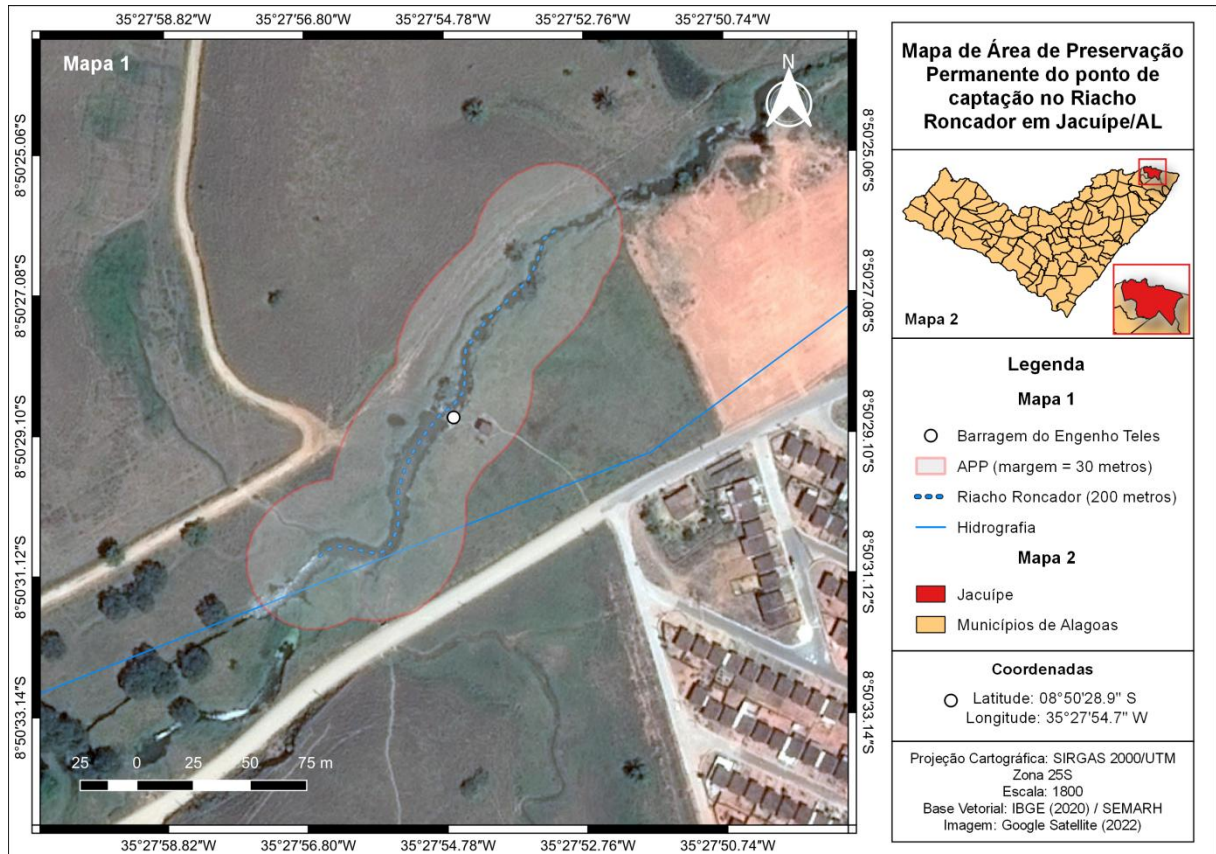 35°27'58.82"W 35°27'56.80"W 35°27'54.78"W 35°27'52.76"W 35°27'50.74"W
Mapa 1
N
8°50'25.06"S
8°50'27.08"S
8°50'29.10"S
8°50'31.12"S
8°50'33.14"S
8°50'25.06"S
8°50'27.08"S
8°50'29.10"S
8°50'31.12"S
8°50'33.14"S
25 0 25 50 75 m
35°27'58.82"W 35°27'56.80"W 35°27'54.78"W 35°27'52.76"W 35°27'50.74"W
Mapa de Área de Preservação
Permanente do ponto de
captação no Riacho
Roncador em Jacuípe/AL
Mapa 2
Legenda
Mapa 1
Barragem do Engenho Teles
APP (margem = 30 metros)
Riacho Roncador (200 metros)
Hidrografia
Mapa 2
Jacuípe
Municípios de Alagoas
Coordenadas
Latitude: 08°50'28.9" S
Longitude: 35°27'54.7" W
Projeção Cartográfica: SIRGAS 2000/UTM
Zona 25S
Escala: 1800
Base Vetorial: IBGE (2020) / SEMARH
Imagem: Google Satellite (2022)